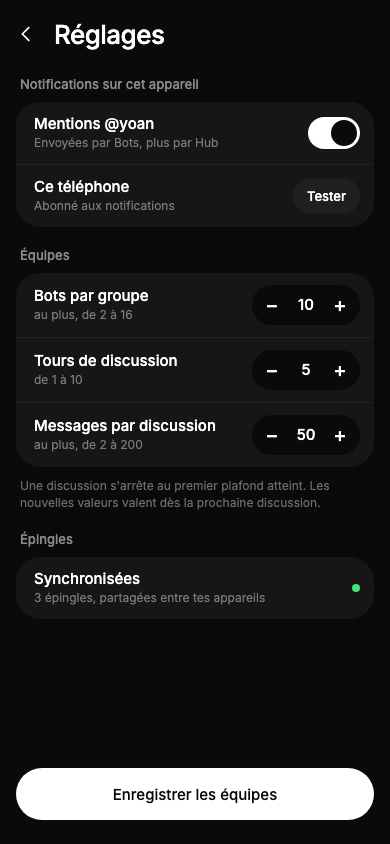 Réglages
Notifications sur cet appareil
Mentions @yoan
Envoyées par Bots, plus par Hub
Ce téléphone
Abonné aux notifications
Tester
Équipes
Bots par groupe
au plus, de 2 à 16
− 10 +
Tours de discussion
de 1 à 10
− 5 +
Messages par discussion
au plus, de 2 à 200
− 50 +
Une discussion s'arrête au premier plafond atteint. Les
nouvelles valeurs valent dès la prochaine discussion.
Épingles
Synchronisées
3 épingles, partagées entre tes appareils
Enregistrer les équipes